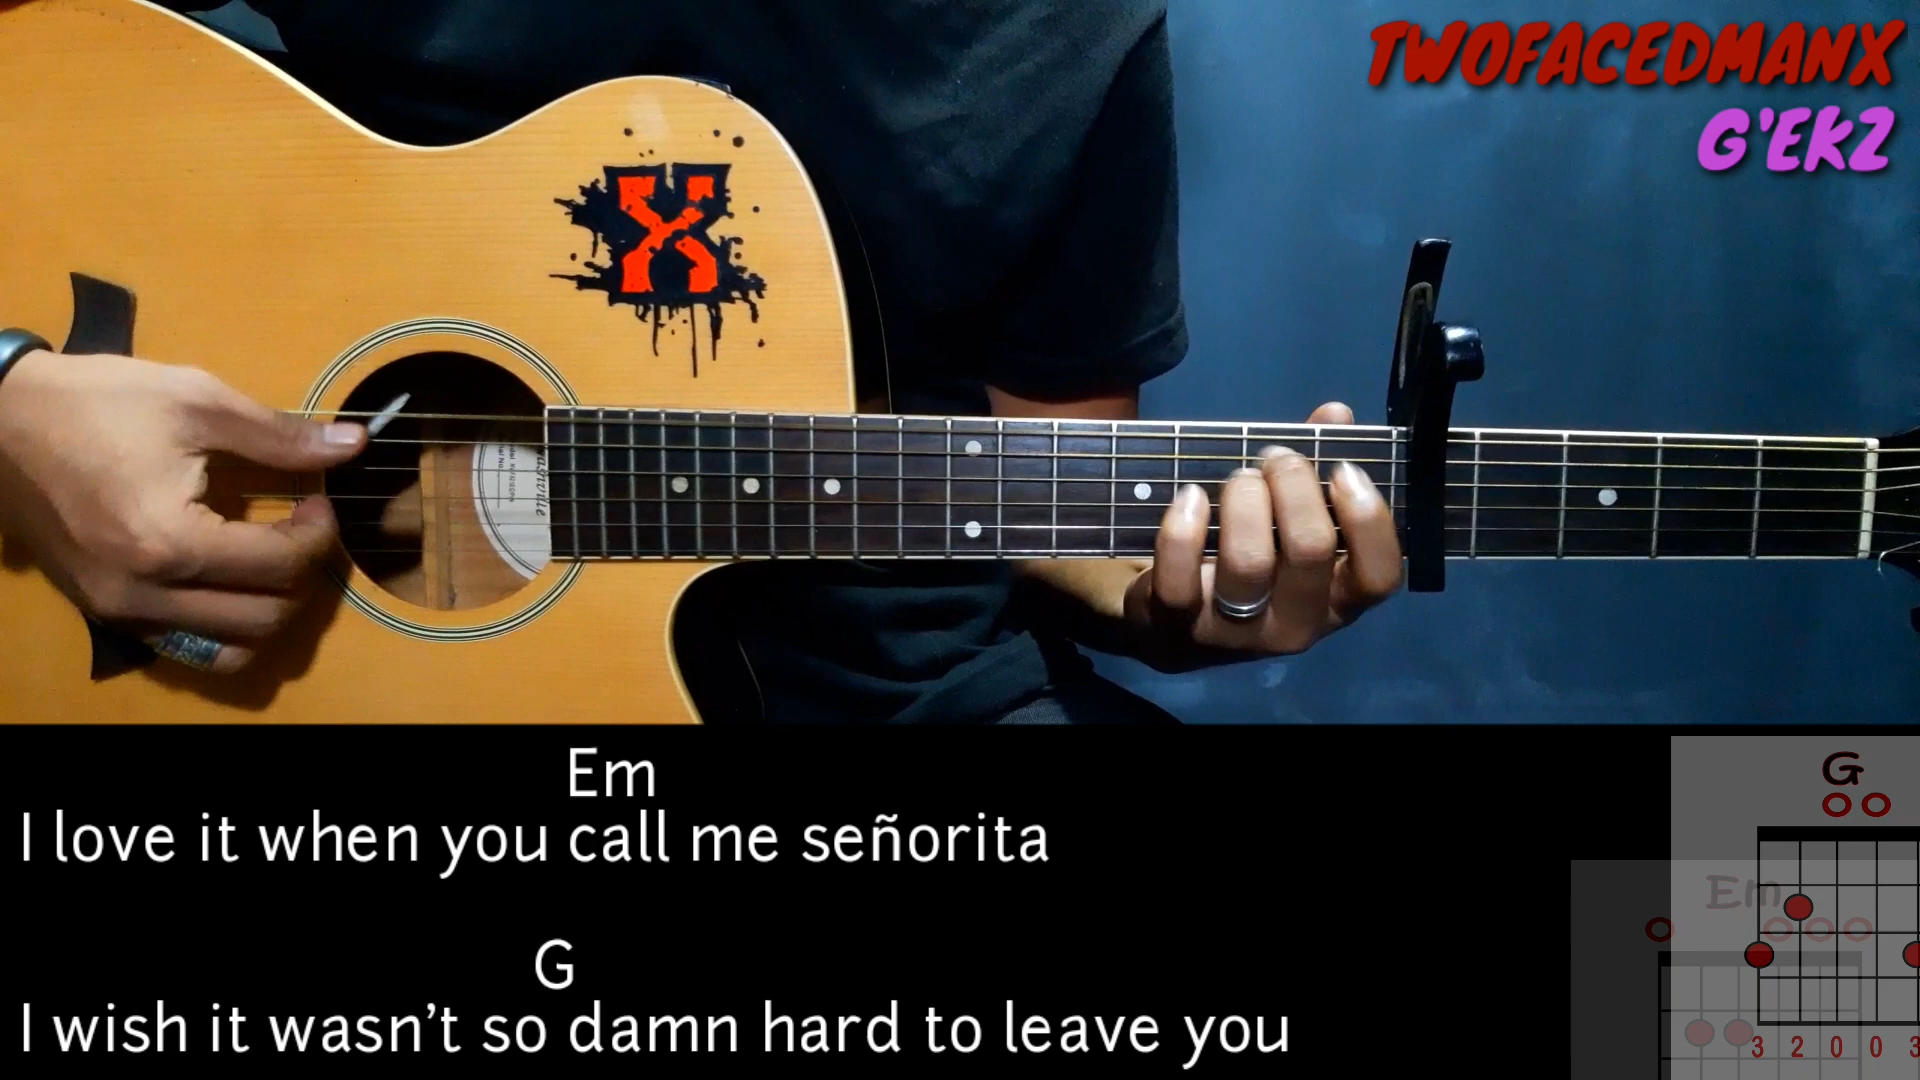 TWOFACEDMANX
G'EKZ
X
Em
I love it when you call me señorita
G
I wish it wasn't so damn hard to leave you
G
Em
3 2 0 0 3